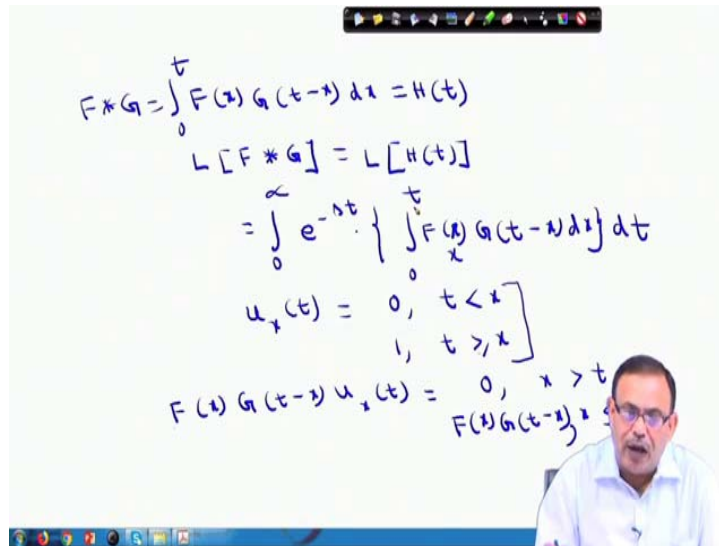 F * G = ∫₀ᵗ F(x) G(t-x) dx = H(t)
L[F * G] = L[H(t)]
= ∫₀^∝ e^{-st}. { ∫₀ᵗ F(x) G(t-x) dx } dt
x
uₓ(t) = 0, t < x
1, t ≥, x ]
F(x) G(t-x) uₓ(t) = 0, x > t
F(x) G(t-x), x